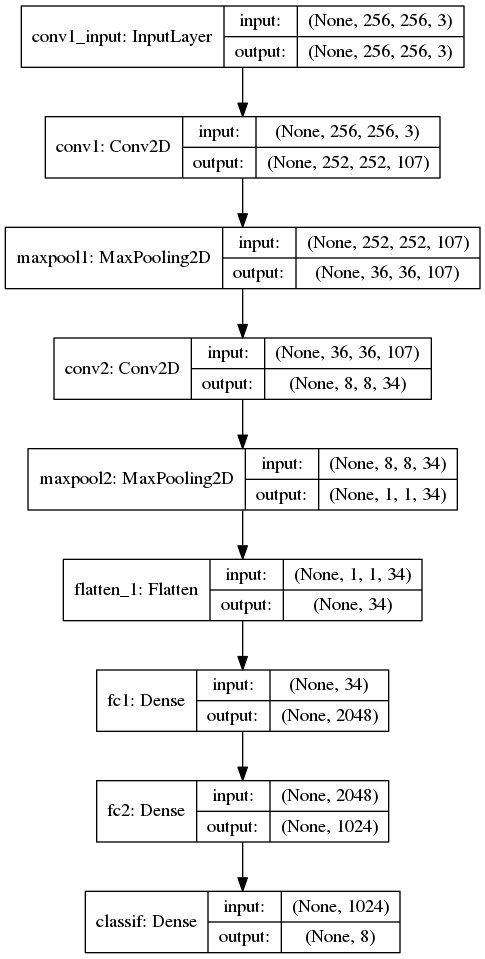 conv1_input: InputLayer
input: (None, 256, 256, 3)
output: (None, 256, 256, 3)
conv1: Conv2D
input: (None, 256, 256, 3)
output: (None, 252, 252, 107)
maxpool1: MaxPooling2D
input: (None, 252, 252, 107)
output: (None, 36, 36, 107)
conv2: Conv2D
input: (None, 36, 36, 107)
output: (None, 8, 8, 34)
maxpool2: MaxPooling2D
input: (None, 8, 8, 34)
output: (None, 1, 1, 34)
flatten_1: Flatten
input: (None, 1, 1, 34)
output: (None, 34)
fc1: Dense
input: (None, 34)
output: (None, 2048)
fc2: Dense
input: (None, 2048)
output: (None, 1024)
classif: Dense
input: (None, 1024)
output: (None, 8)